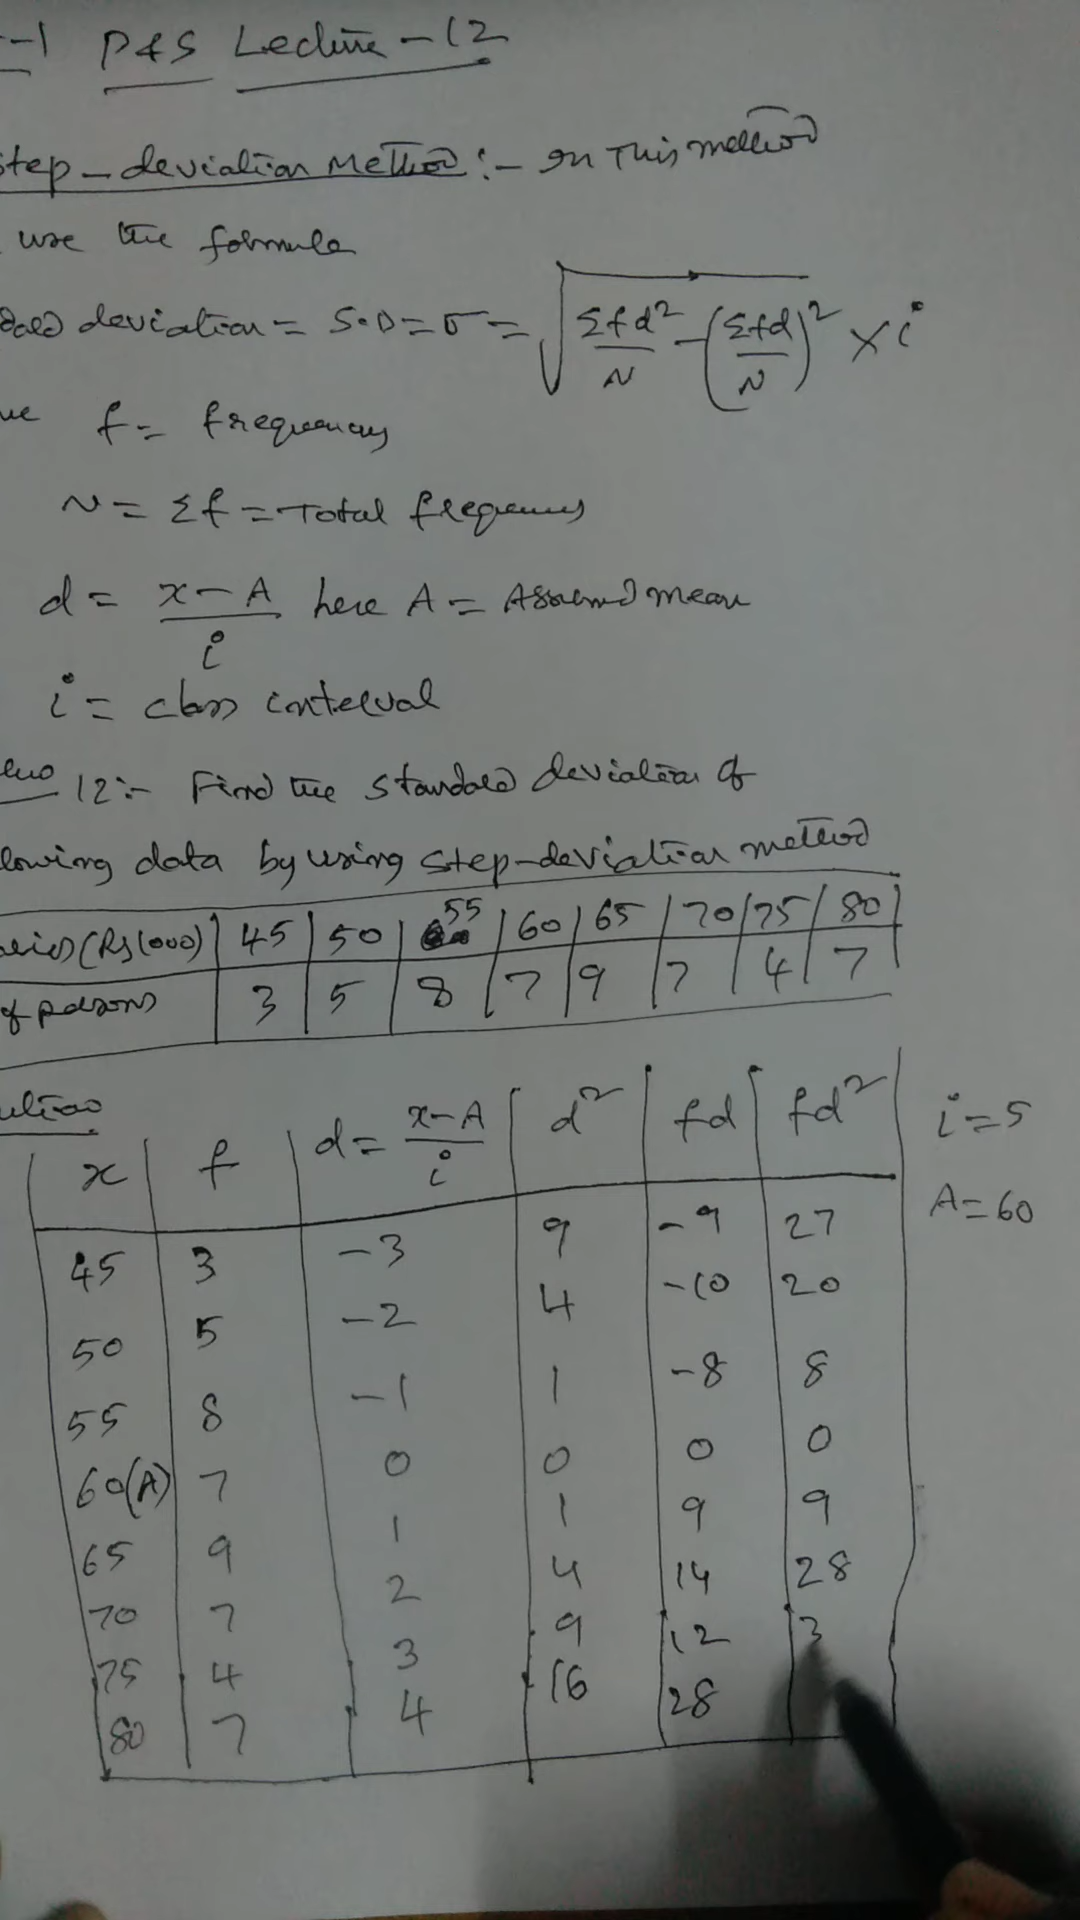 -1 P&S Lecture-12
step-deviation method:- In this method
use the formula
deviation = S.D = σ = √(Σfd²/N - (Σfd/N)²) × i
f = frequency
N = Σf = Total frequency
d = x-A/i here A = Assumed mean
i = class interval
12:- Find the standard deviation of
lowing data by using step-deviation method
(Rs 1000) 45 50 55 60 65 70 75 80
of persons 3 5 8 7 9 7 4 7
x f d = x-A/i d² fd fd² i=5
A=60
45 3 -3 9 -9 27
50 5 -2 4 -10 20
55 8 -1 1 -8 8
60(A) 7 0 0 0 0
65 9 1 1 9 9
70 7 2 4 14 28
75 4 3 9 12 3
80 7 4 16 28